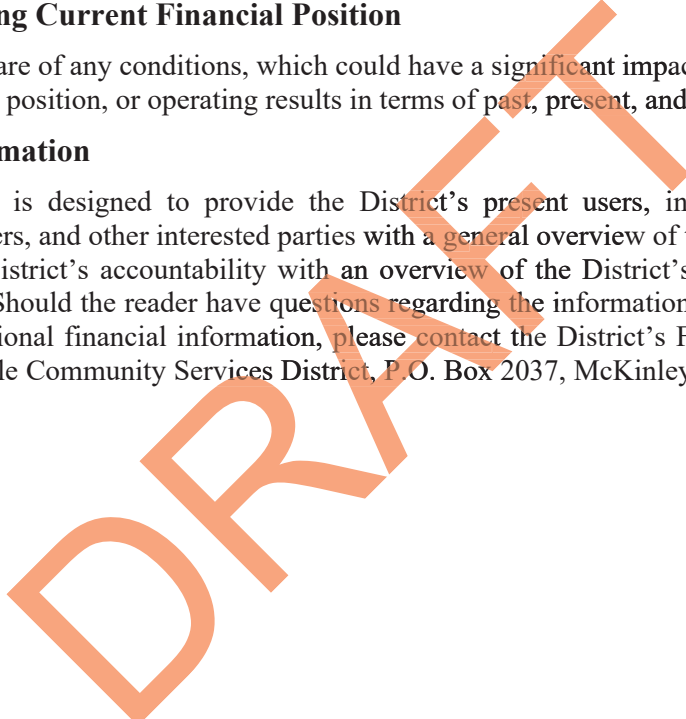 ng Current Financial Position
are of any conditions, which could have a significant impac
position, or operating results in terms of past, present, and
mation
is designed to provide the District’s present users, in
ers, and other interested parties with a general overview of
istrict’s accountability with an overview of the District’s
Should the reader have questions regarding the information
ional financial information, please contact the District’s F
le Community Services District, P.O. Box 2037, McKinley
DRAFT